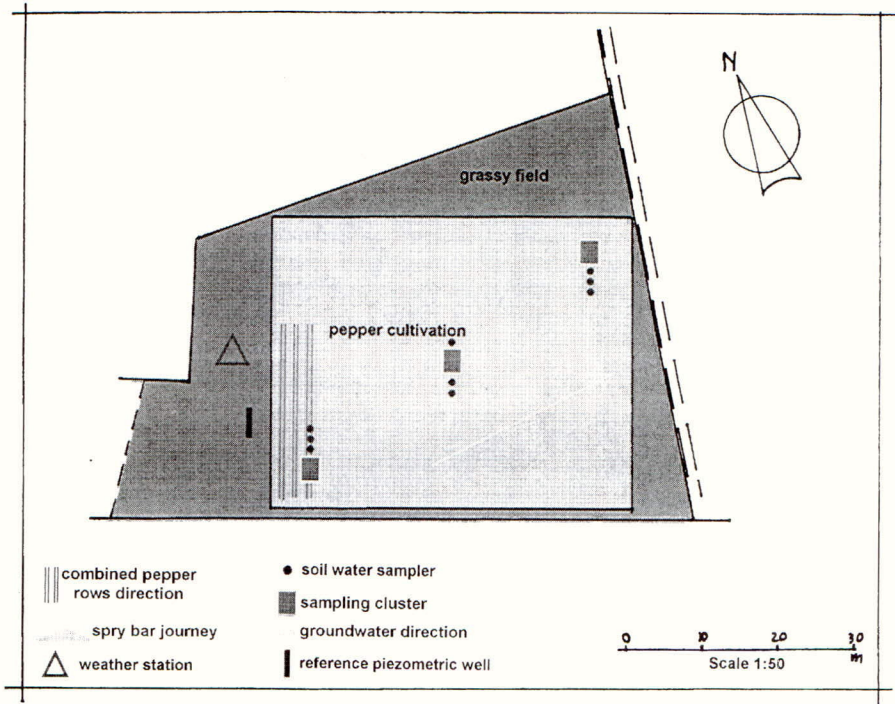 N
grassy field
pepper cultivation
combined pepper
rows direction
spry bar journey
weather station
soil water sampler
sampling cluster
groundwater direction
reference piezometric well
0 10 20 30
m
Scale 1:50